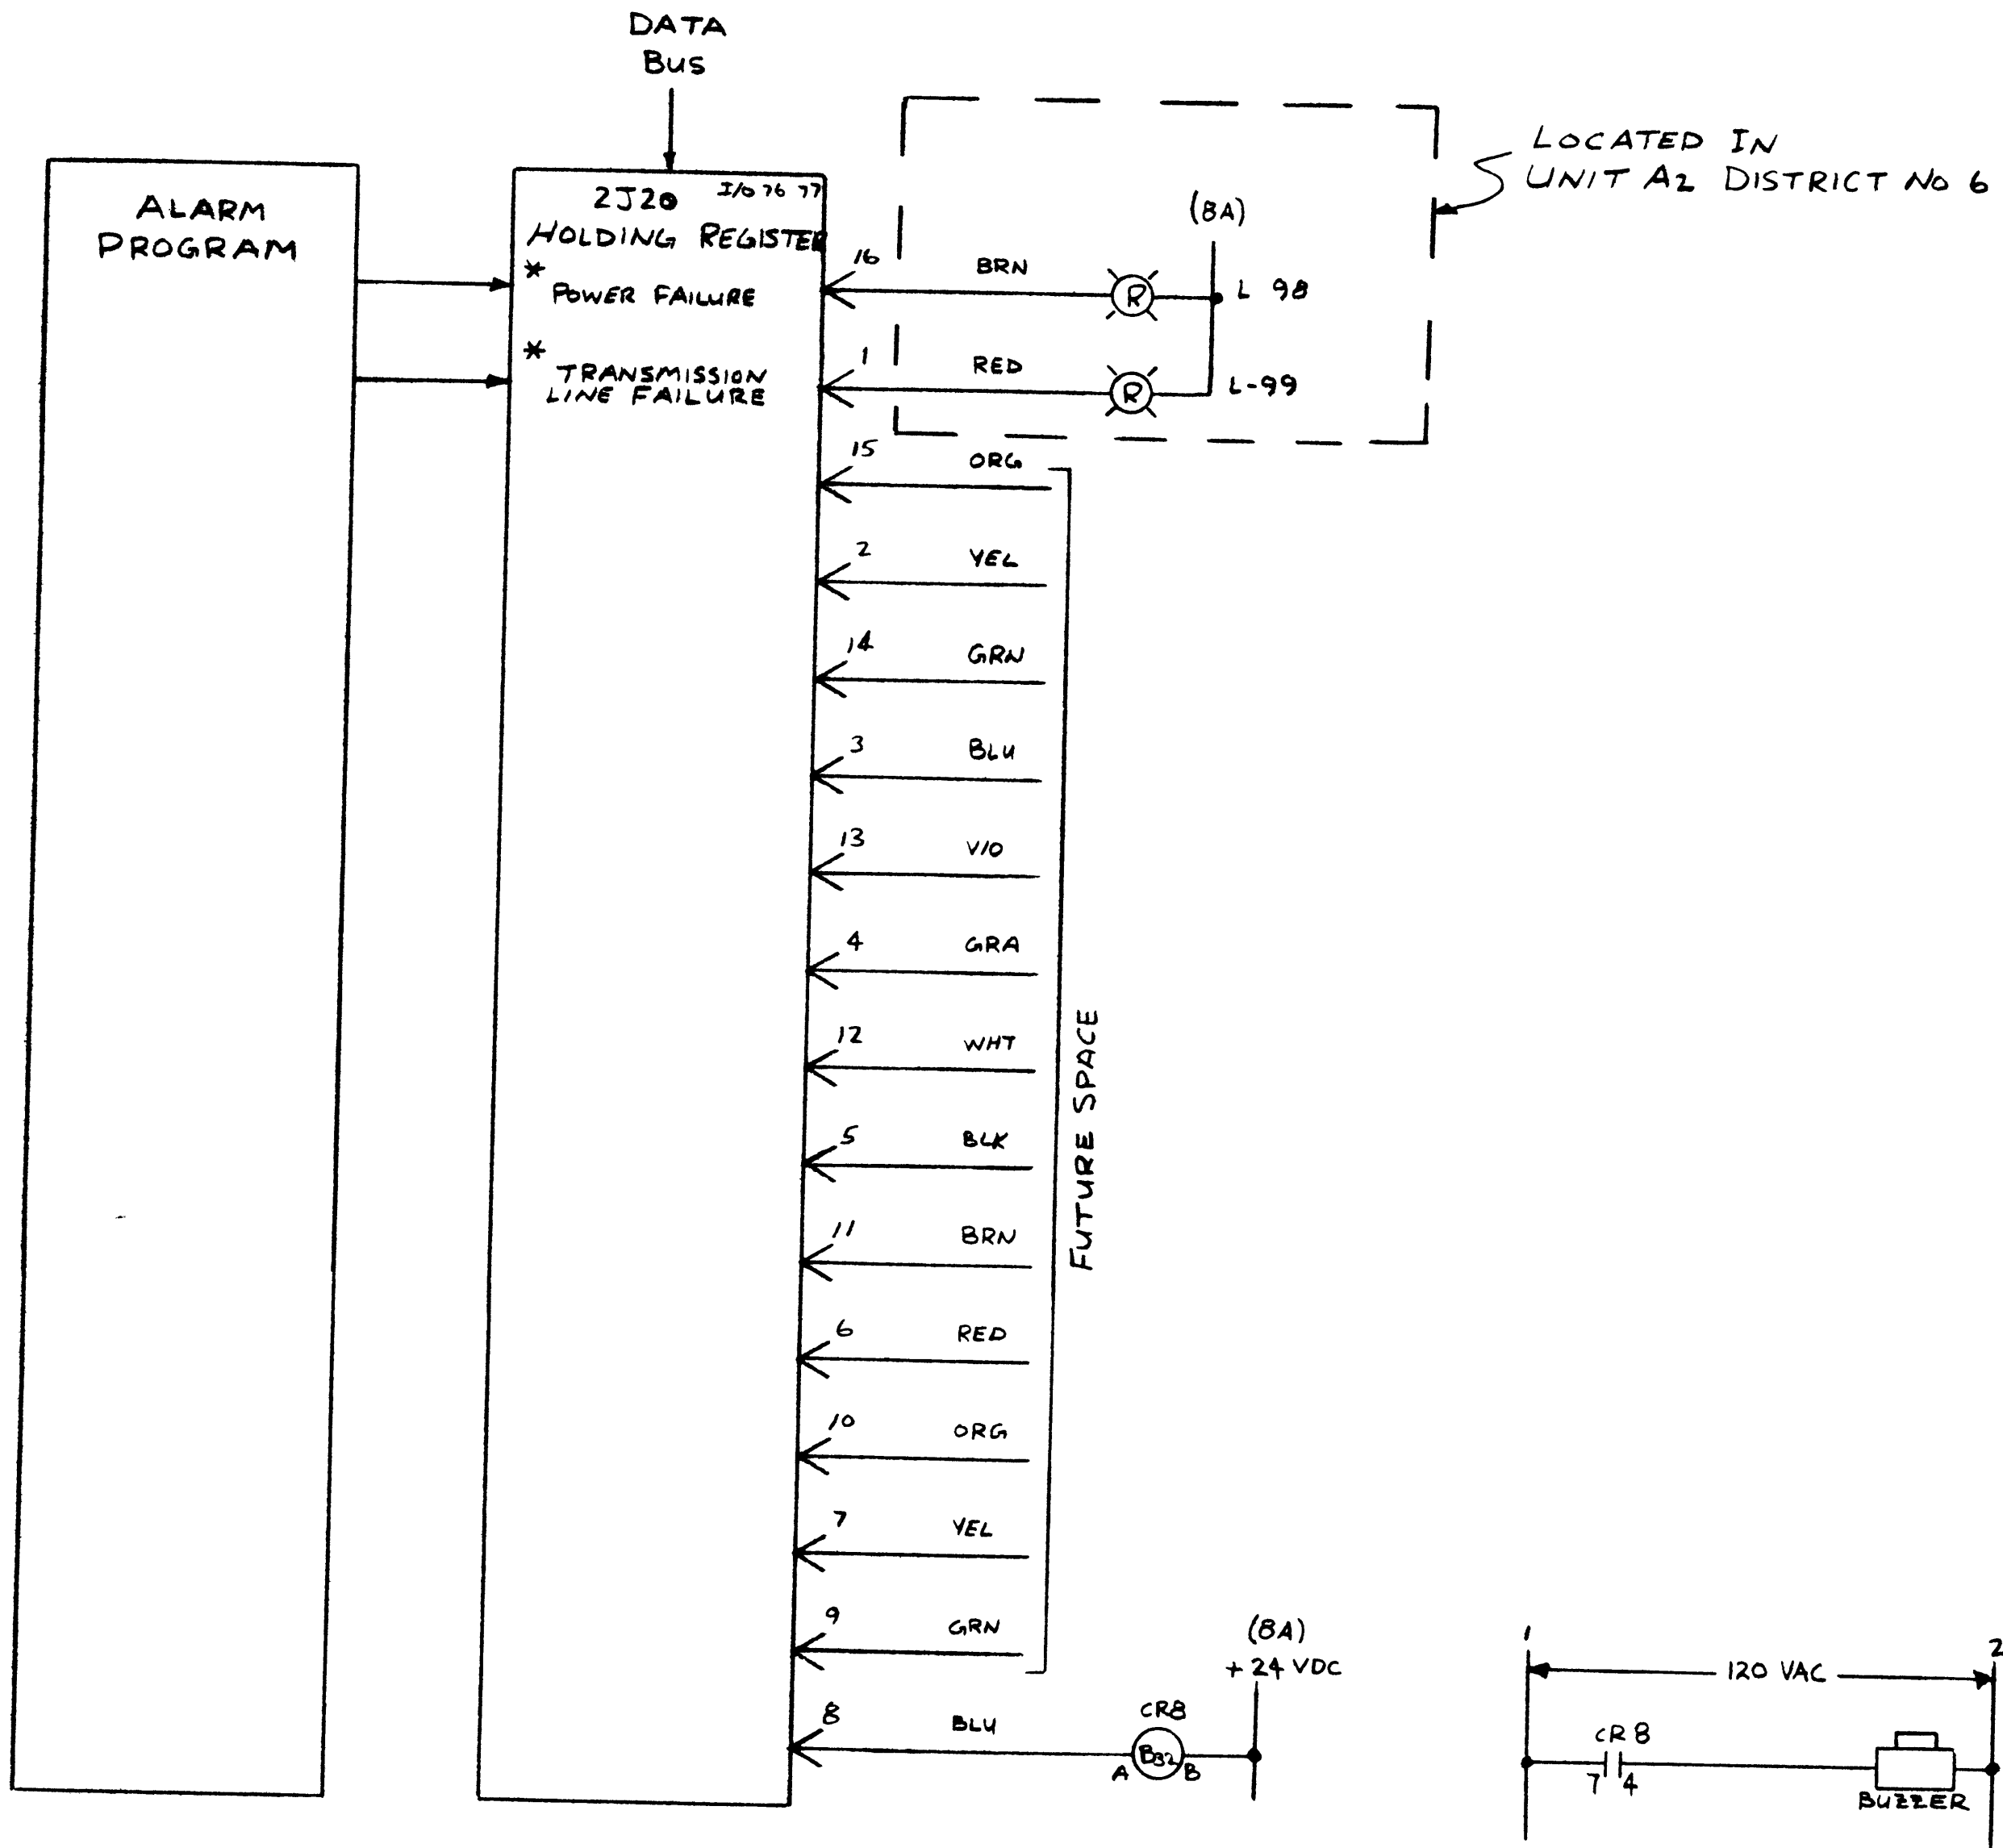 DATA
BUS
ALARM
PROGRAM
2J20 I/O 76 77
HOLDING REGISTER
* POWER FAILURE
* TRANSMISSION
LINE FAILURE
LOCATED IN
UNIT A2 DISTRICT NO 6
(8A)
16 BRN R L 98
1 RED R L-99
15 ORG
2 YEL
14 GRN
3 BLU
13 VIO
4 GRA
12 WHT
5 BLK
11 BRN
6 RED
10 ORG
7 YEL
9 GRN
FUTURE SPACE
(8A)
+24 VDC
8 BLU
CR8
A B32 B
1 2
120 VAC
CR8
7 4
BUZZER